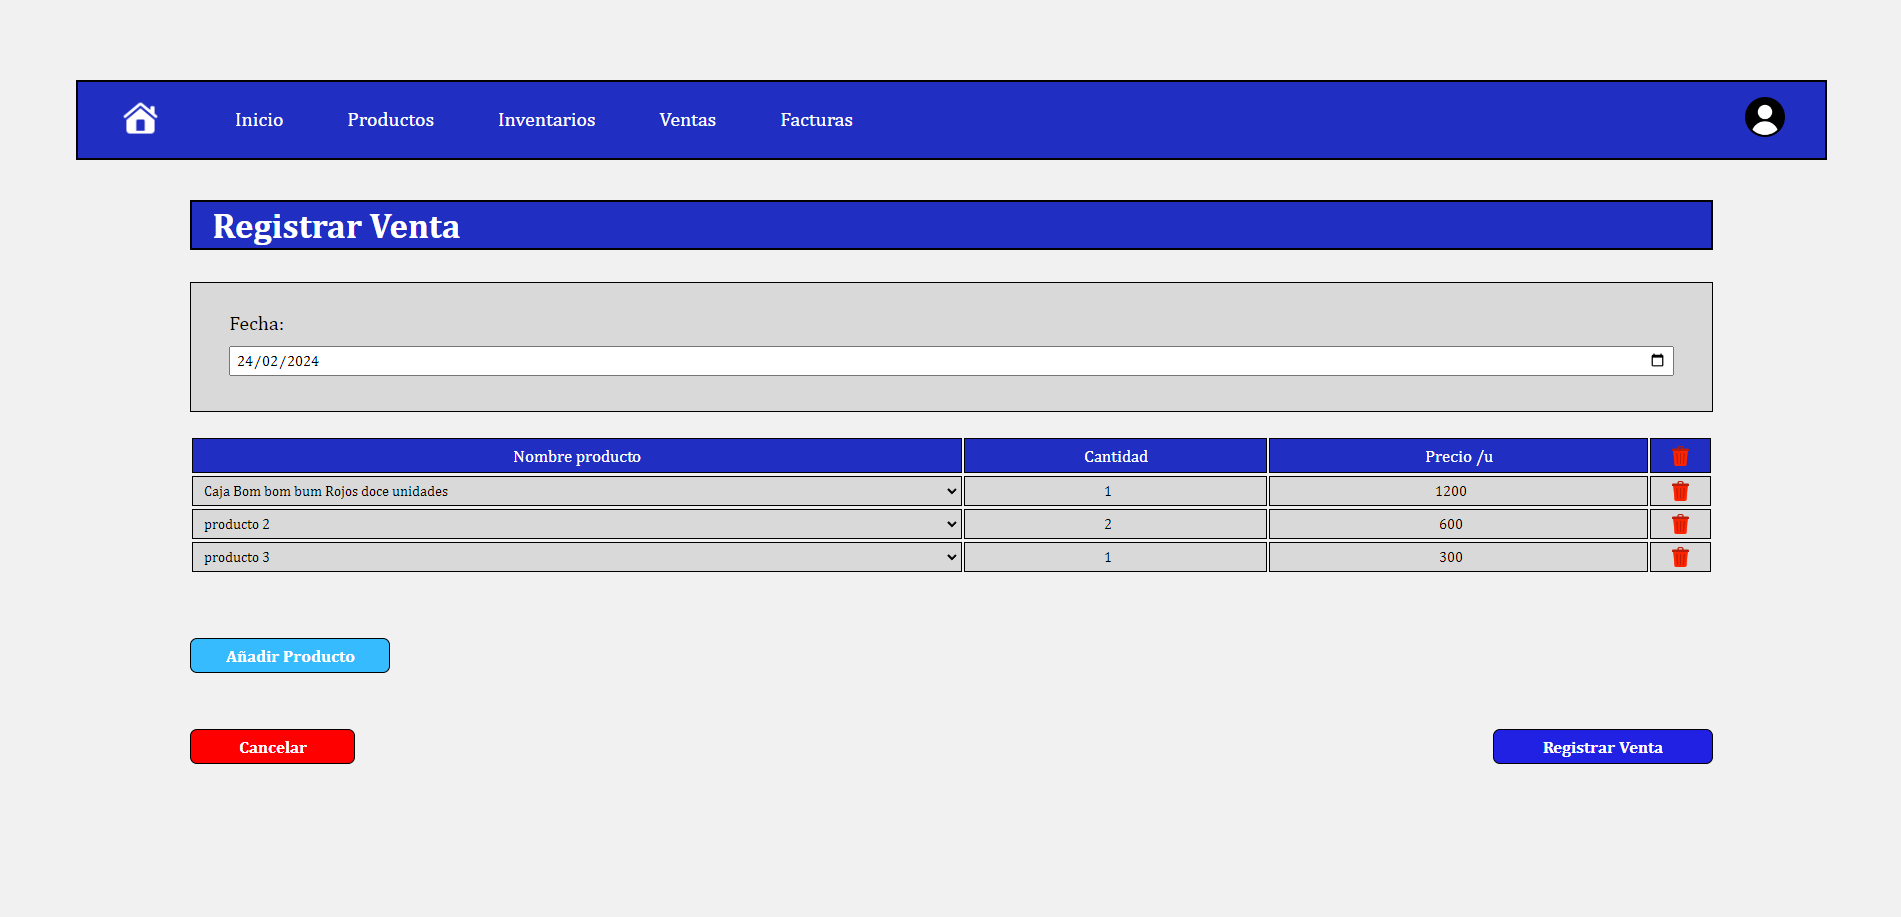 Inicio Productos Inventarios Ventas Facturas
Registrar Venta
Fecha:
24/02/2024
Nombre producto Cantidad Precio /u
Caja Bom bom bum Rojos doce unidades 1 1200
producto 2 2 600
producto 3 1 300
Añadir Producto
Cancelar Registrar Venta